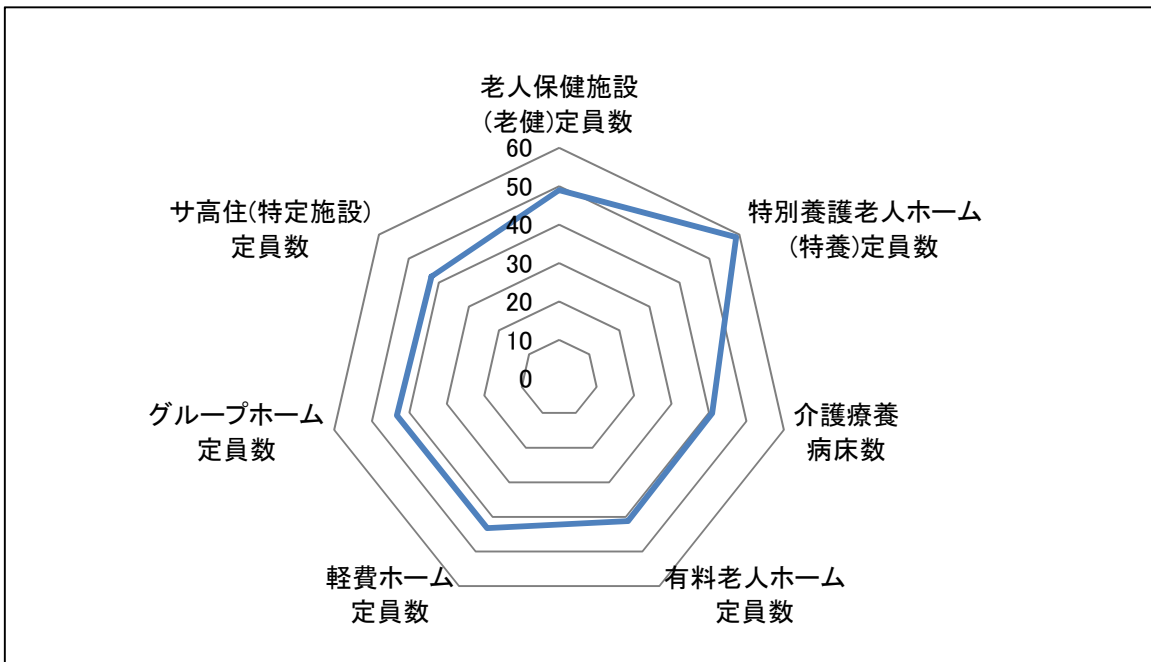 老人保健施設
(老健)定員数
60
50
40
30
20
10
0
特別養護老人ホーム
(特養)定員数
介護療養
病床数
有料老人ホーム
定員数
軽費ホーム
定員数
グループホーム
定員数
サ高住(特定施設)
定員数